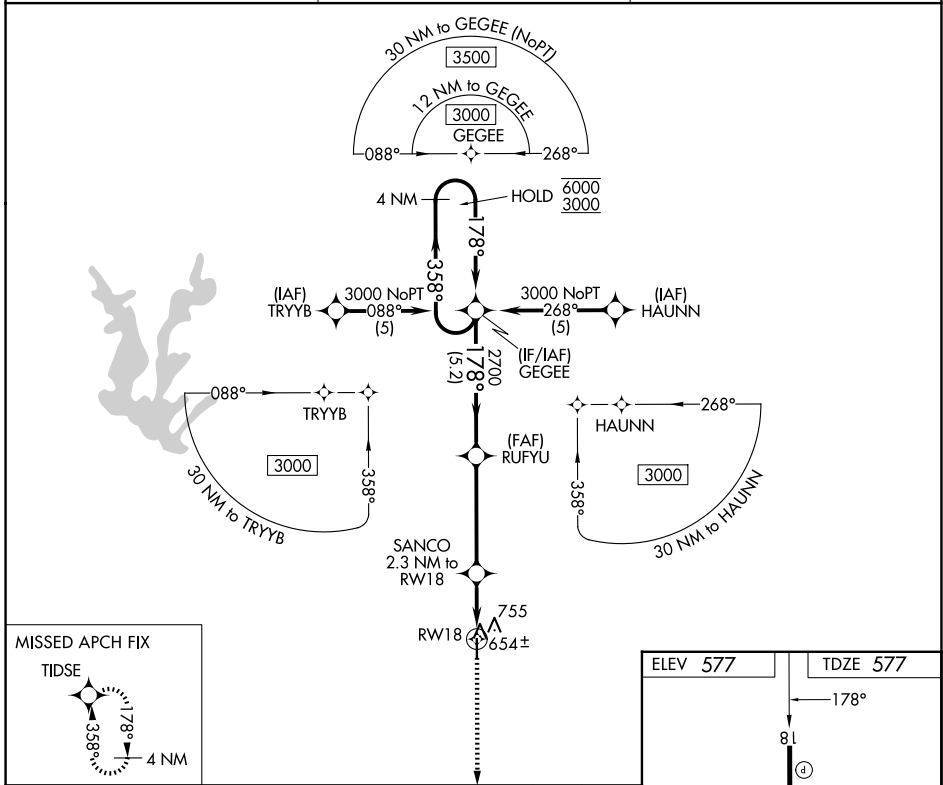 30 NM to GEGEE (NoPT)
3500
12 NM to GEGEE
3000
GEGEE
088°
268°
4 NM
HOLD 6000
3000
178°
358°
(IAF)
TRYYB
3000 NoPT
088°
(5)
3000 NoPT
268°
(5)
(IAF)
HAUNN
(IF/IAF)
GEGEE
2700
178°
(5.2)
088°
TRYYB
3000
358°
30 NM to TRYYB
HAUNN
268°
3000
358°
30 NM to HAUNN
(FAF)
RUFYU
SANCO
2.3 NM to
RW18
RW18
755
654±
MISSED APCH FIX
TIDSE
358°
178°
4 NM
ELEV 577
TDZE 577
178°
18
P